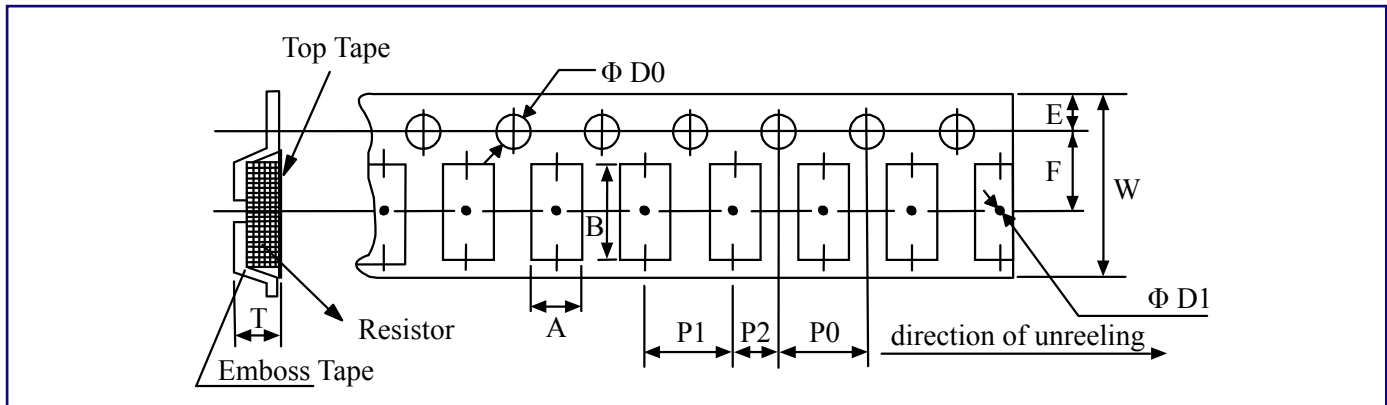 Top Tape
Φ D0
E
F
W
B
Φ D1
T
Resistor
A
P1
P2
P0
direction of unreeling
Emboss Tape